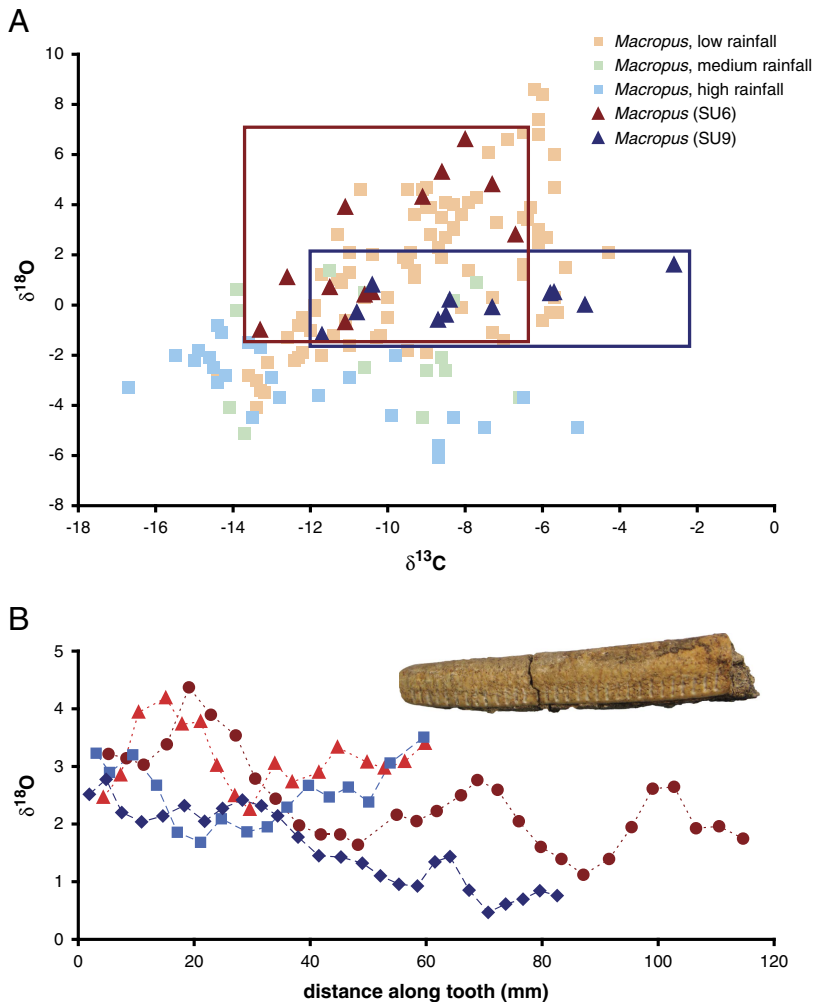 A
10
8
6
4
2
0
-2
-4
-6
-8
δ18O
-18 -16 -14 -12 -10 -8 -6 -4 -2 0
δ13C
Macropus, low rainfall
Macropus, medium rainfall
Macropus, high rainfall
Macropus (SU6)
Macropus (SU9)
B
5
4
3
2
1
0
δ18O
0 20 40 60 80 100 120
distance along tooth (mm)